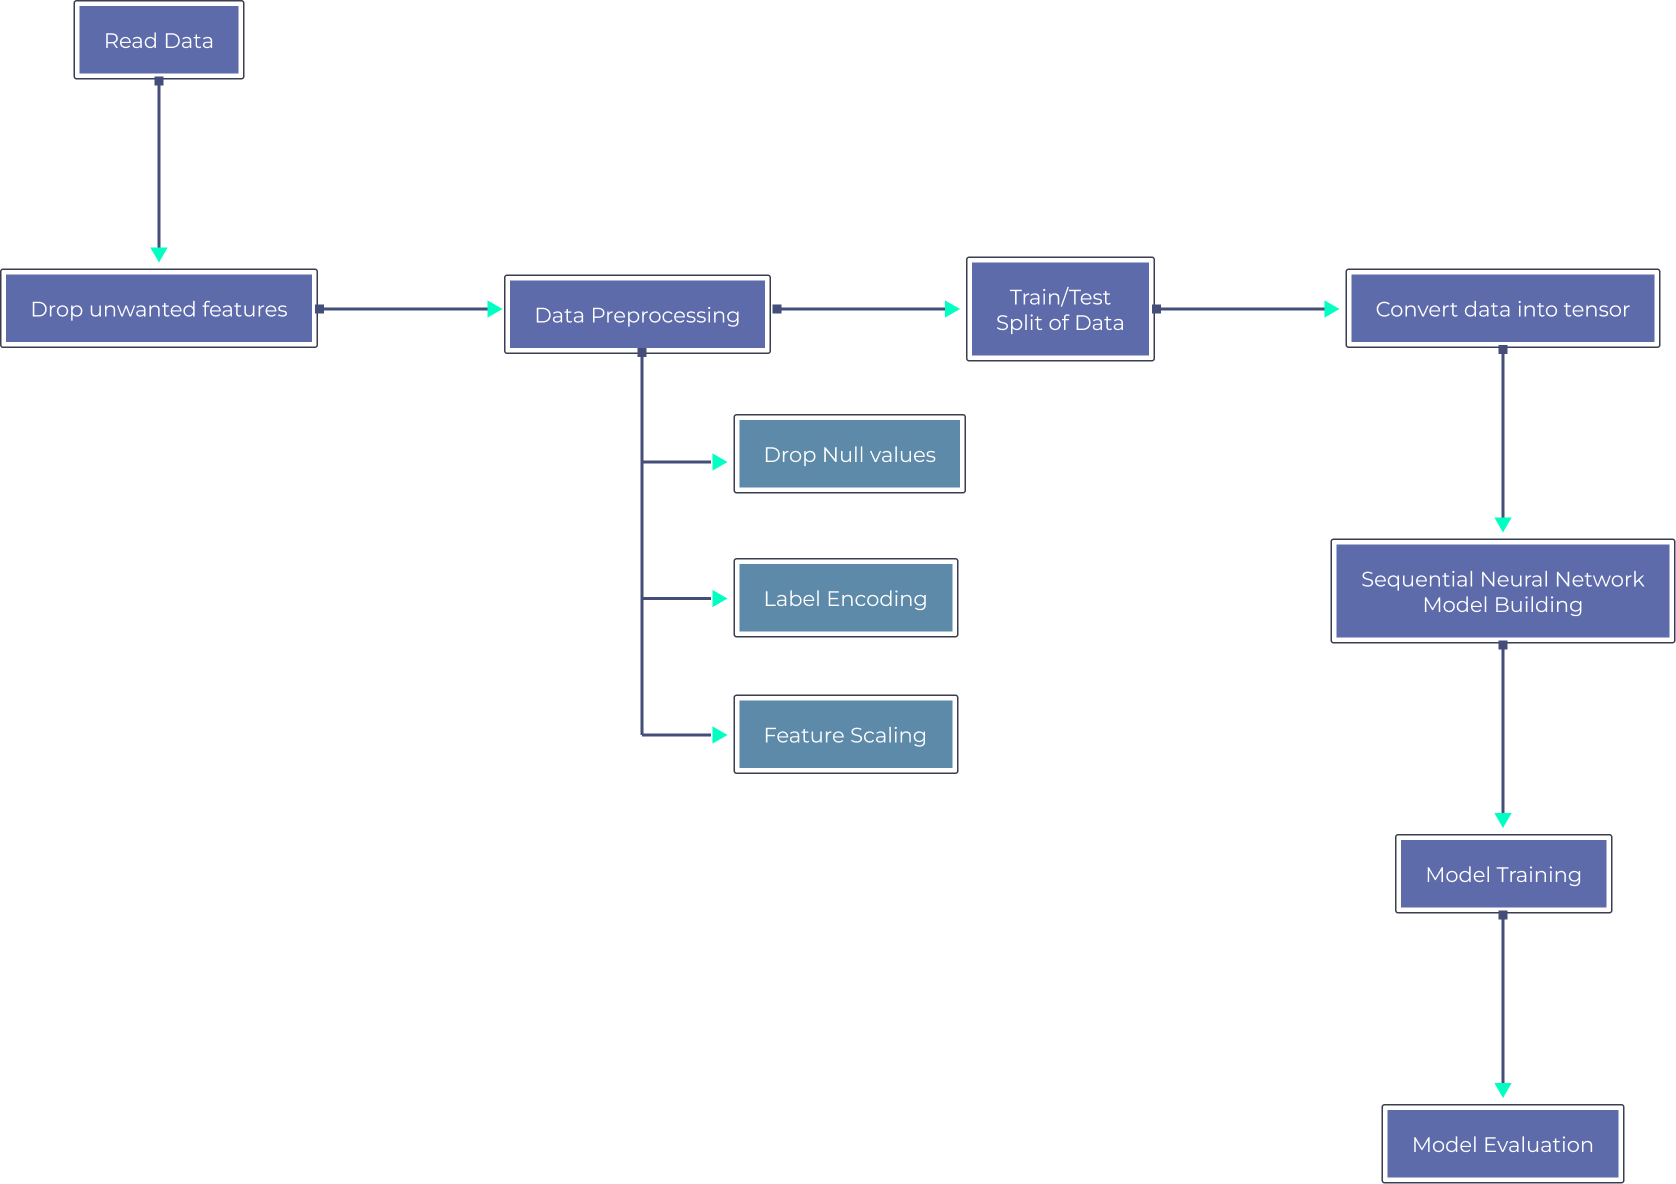 Read Data
Drop unwanted features
Data Preprocessing
Train/Test
Split of Data
Convert data into tensor
Drop Null values
Label Encoding
Feature Scaling
Sequential Neural Network
Model Building
Model Training
Model Evaluation